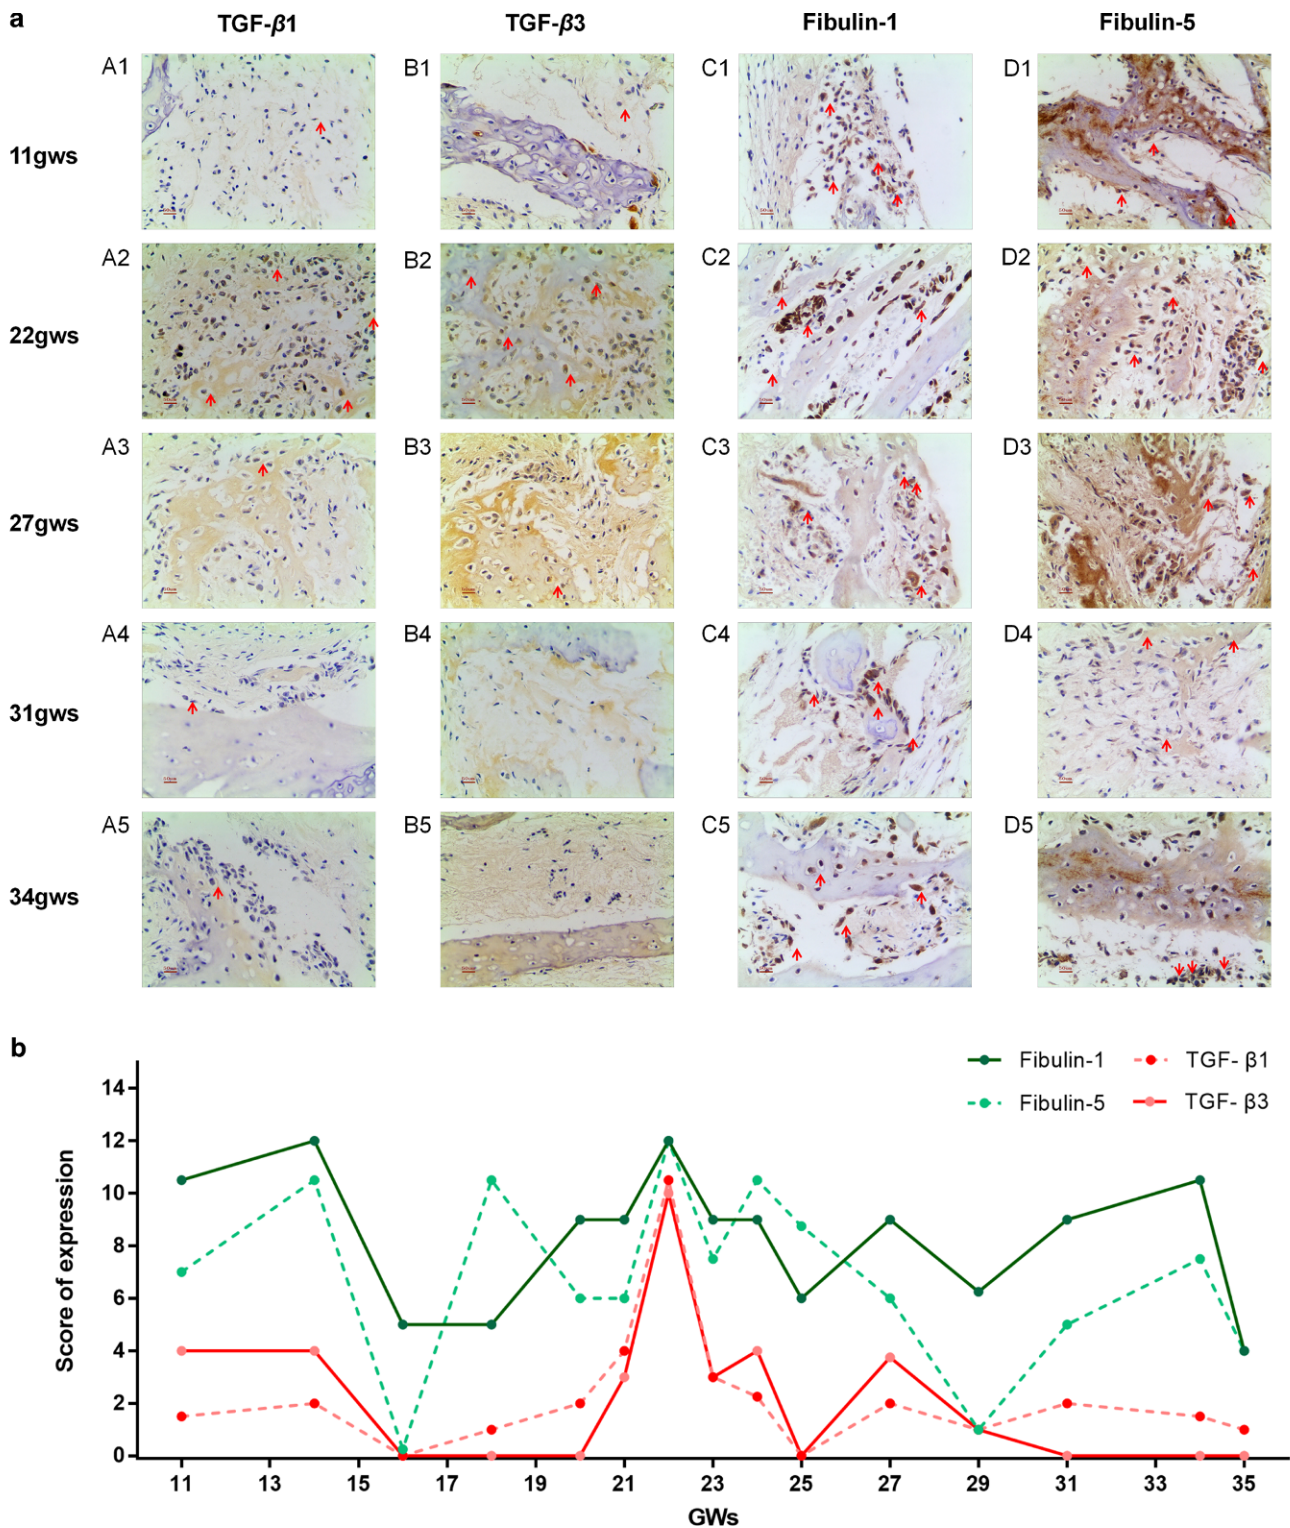 a
TGF-β1 TGF-β3 Fibulin-1 Fibulin-5
A1 B1 C1 D1
11gws
A2 B2 C2 D2
22gws
A3 B3 C3 D3
27gws
A4 B4 C4 D4
31gws
A5 B5 C5 D5
34gws
b
Fibulin-1 TGF- β1
Fibulin-5 TGF- β3
14
12
10
8
6
4
2
0
Score of expression
11 13 15 17 19 21 23 25 27 29 31 33 35
GWs